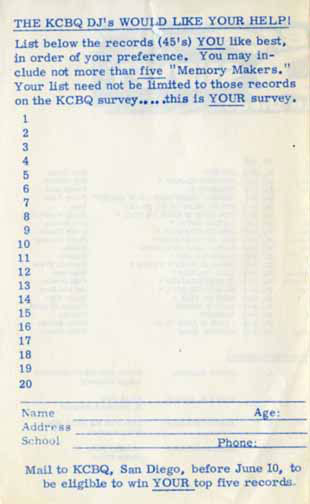 THE KCBQ DJ's WOULD LIKE YOUR HELP!
List below the records (45's) YOU like best,
in order of your preference. You may in-
clude not more than five "Memory Makers."
Your list need not be limited to those records
on the KCBQ survey.....this is YOUR survey.
1
2
3
4
5
6
7
8
9
10
11
12
13
14
15
16
17
18
19
20
Name Age:
Address
School Phone:
Mail to KCBQ, San Diego, before June 10, to
be eligible to win YOUR top five records.